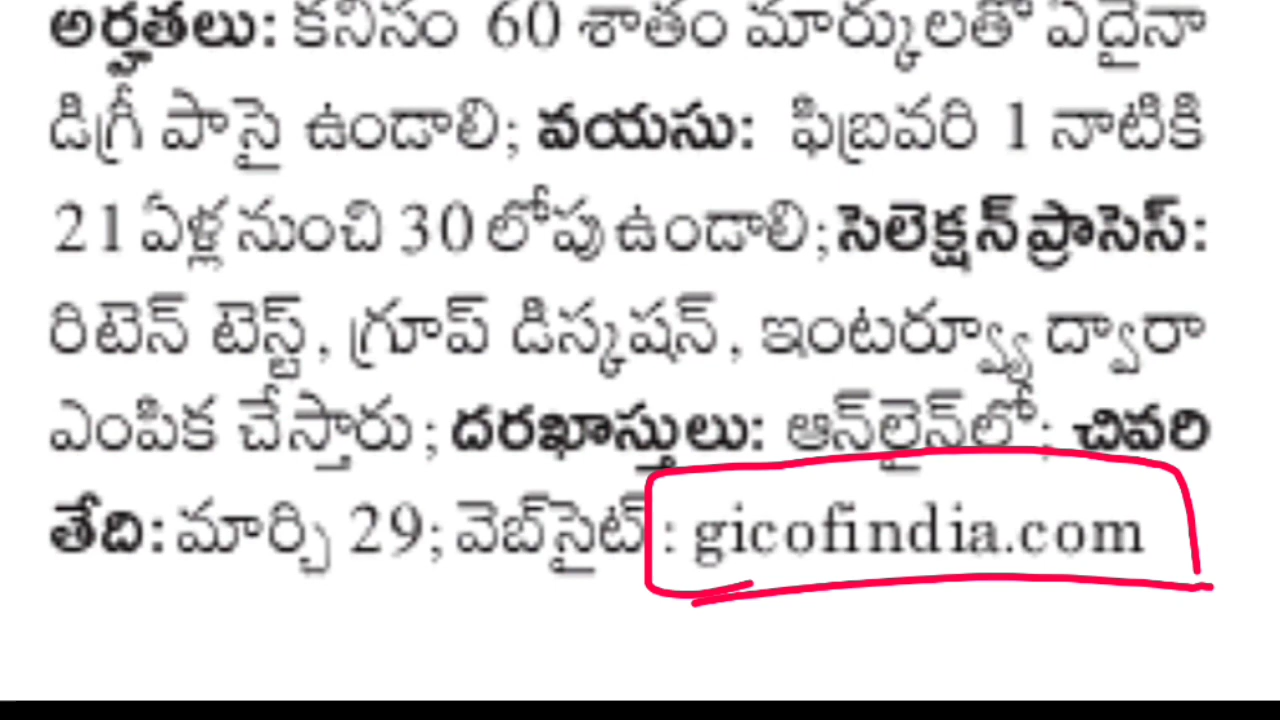 అర్హతలు: కనీసం 60 శాతం మార్కులతో ఏదైనా
డిగ్రీ పాసై ఉండాలి; వయసు: ఫిబ్రవరి 1 నాటికి
21 ఏళ్ల నుంచి 30 లోపు ఉండాలి; సెలెక్షన్ ప్రాసెస్:
రిటెన్ టెస్ట్, గ్రూప్ డిస్కషన్, ఇంటర్వ్యూ ద్వారా
ఎంపిక చేస్తారు; దరఖాస్తులు: ఆన్‌లైన్‌లో; చివరి
తేది: మార్చి 29; వెబ్‌సైట్ : gicofindia.com